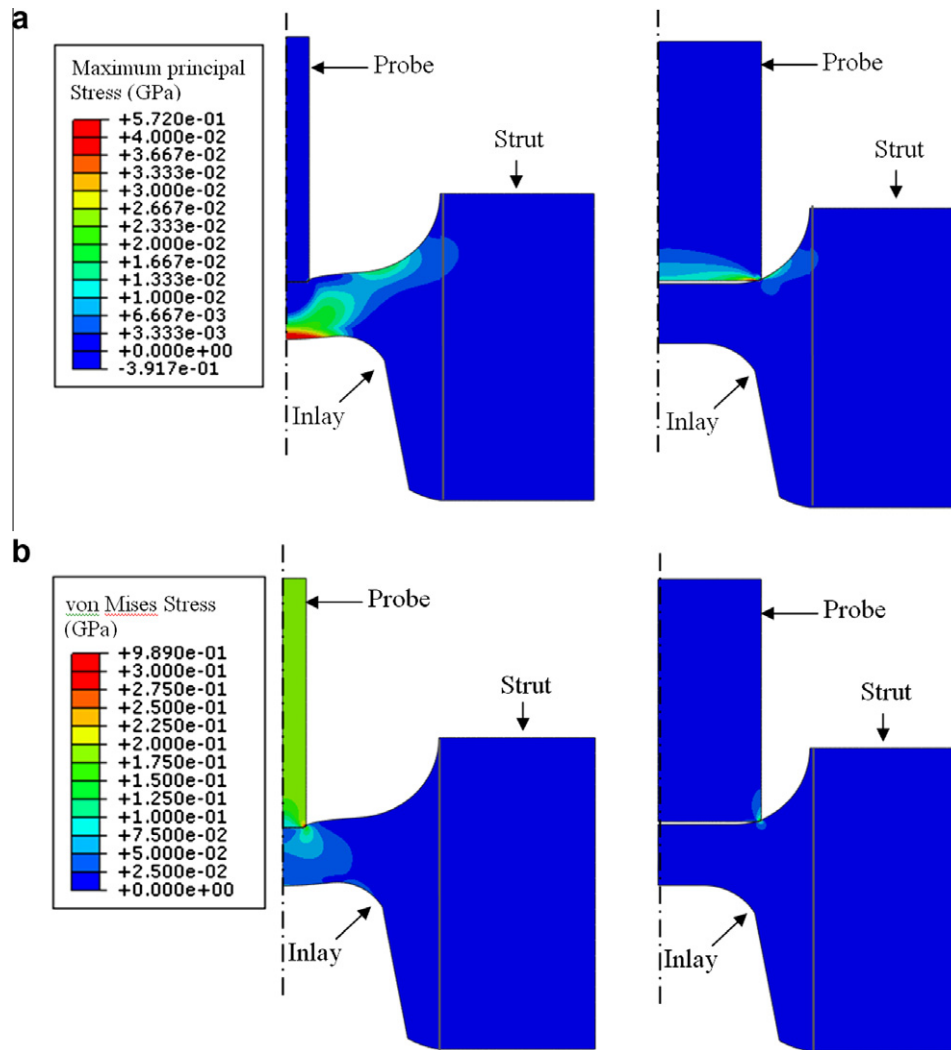 a
Maximum principal
Stress (GPa)
+5.720e-01
+4.000e-02
+3.667e-02
+3.333e-02
+3.000e-02
+2.667e-02
+2.333e-02
+2.000e-02
+1.667e-02
+1.333e-02
+1.000e-02
+6.667e-03
+3.333e-03
+0.000e+00
-3.917e-01
Probe
Strut
Inlay
Probe
Strut
Inlay
b
von Mises Stress
(GPa)
+9.890e-01
+3.000e-01
+2.750e-01
+2.500e-01
+2.250e-01
+2.000e-01
+1.750e-01
+1.500e-01
+1.250e-01
+1.000e-01
+7.500e-02
+5.000e-02
+2.500e-02
+0.000e+00
Probe
Strut
Inlay
Probe
Strut
Inlay